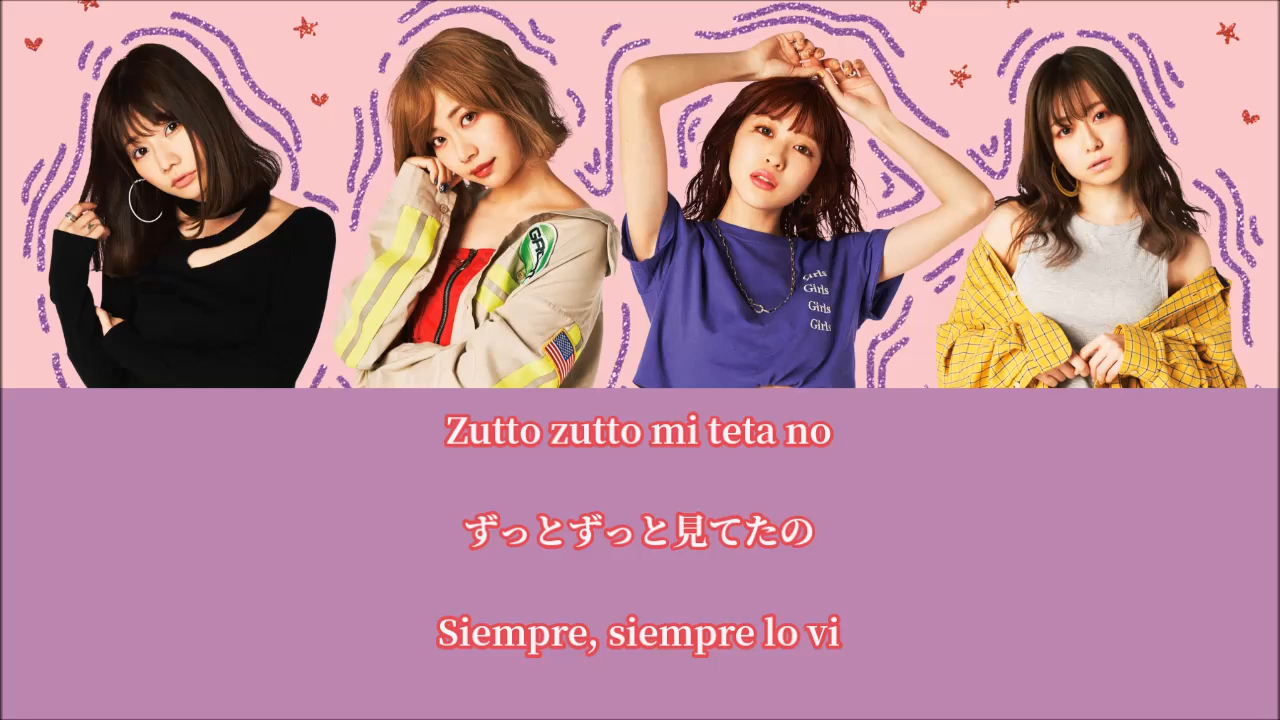 GA
Girls
Girls
Girls
Girls
Zutto zutto mi teta no
ずっとずっと見てたの
Siempre, siempre lo vi